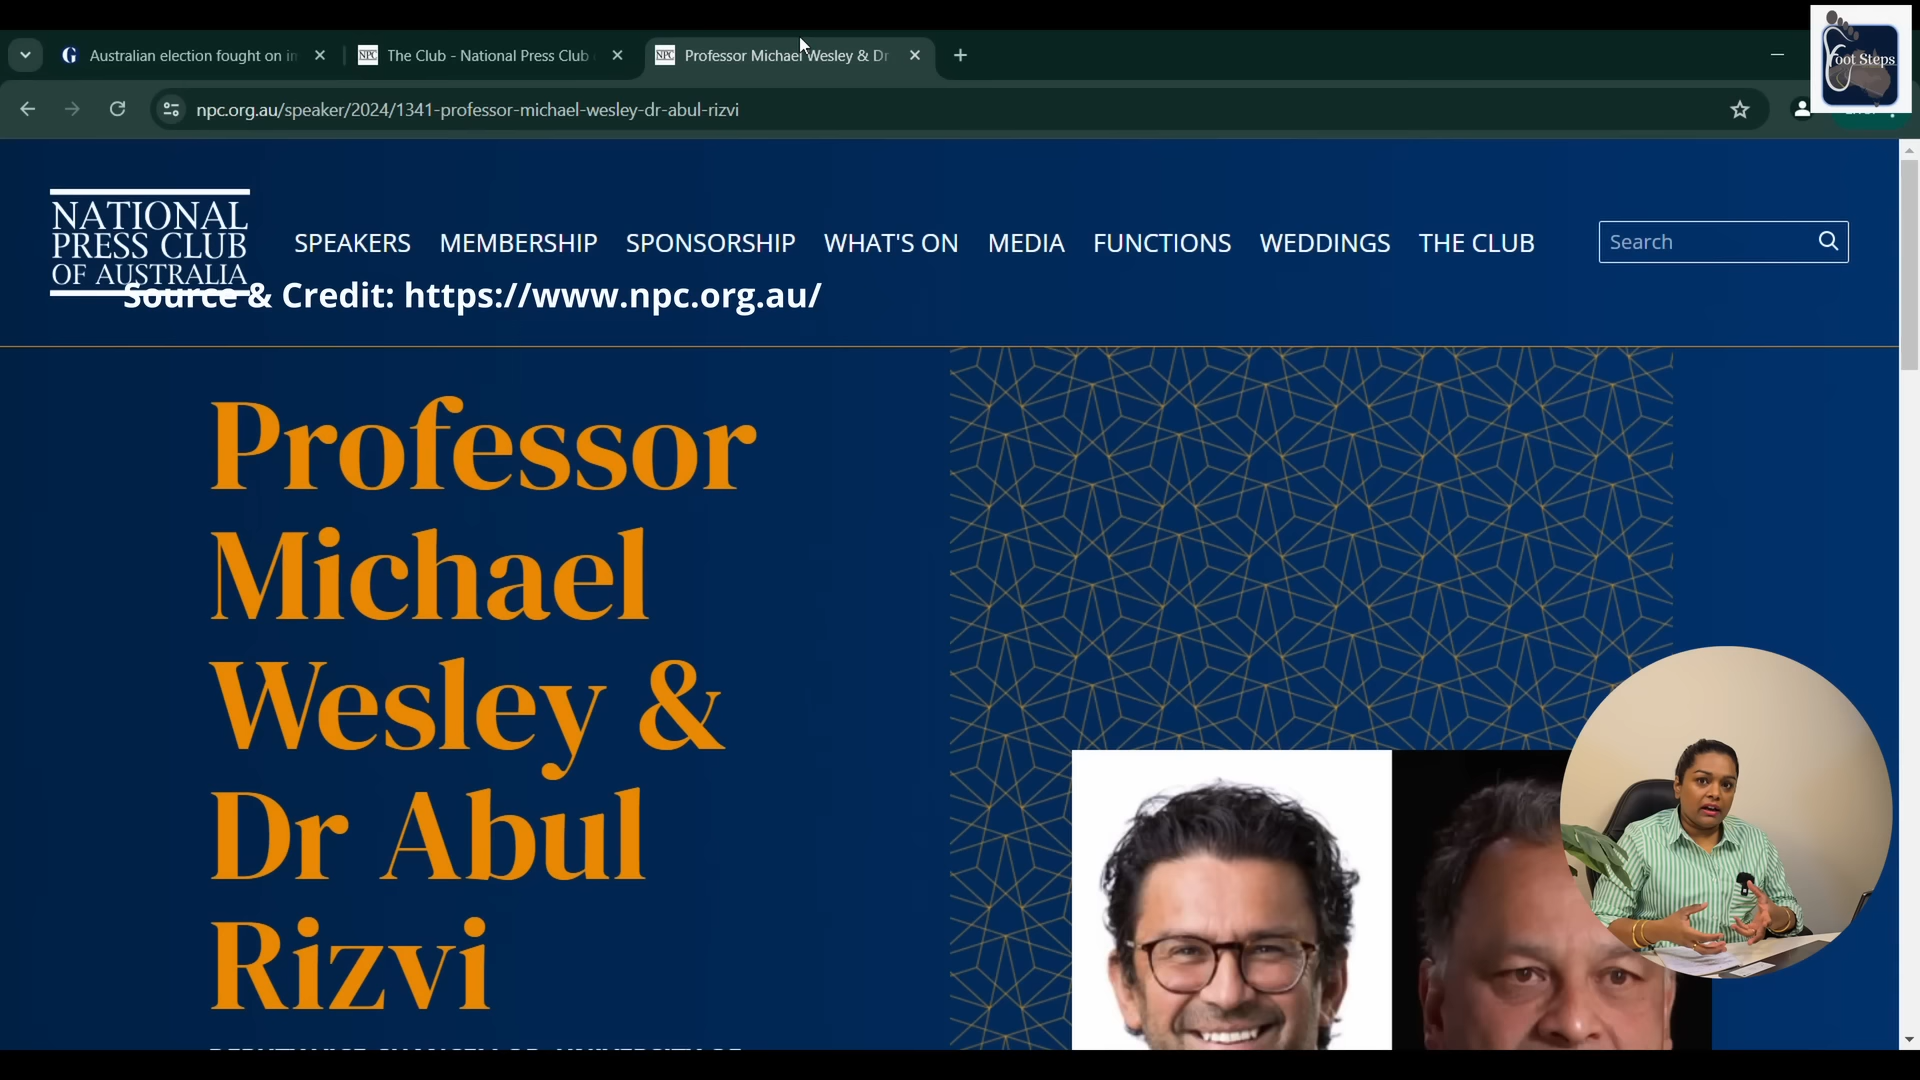 Australian election fought on im
The Club - National Press Club
Professor Michael Wesley & Dr
npc.org.au/speaker/2024/1341-professor-michael-wesley-dr-abul-rizvi
Foot Steps
NATIONAL
PRESS CLUB
OF AUSTRALIA
SPEAKERS MEMBERSHIP SPONSORSHIP WHAT'S ON MEDIA FUNCTIONS WEDDINGS THE CLUB
Search
Source & Credit: https://www.npc.org.au/
Professor
Michael
Wesley &
Dr Abul
Rizvi